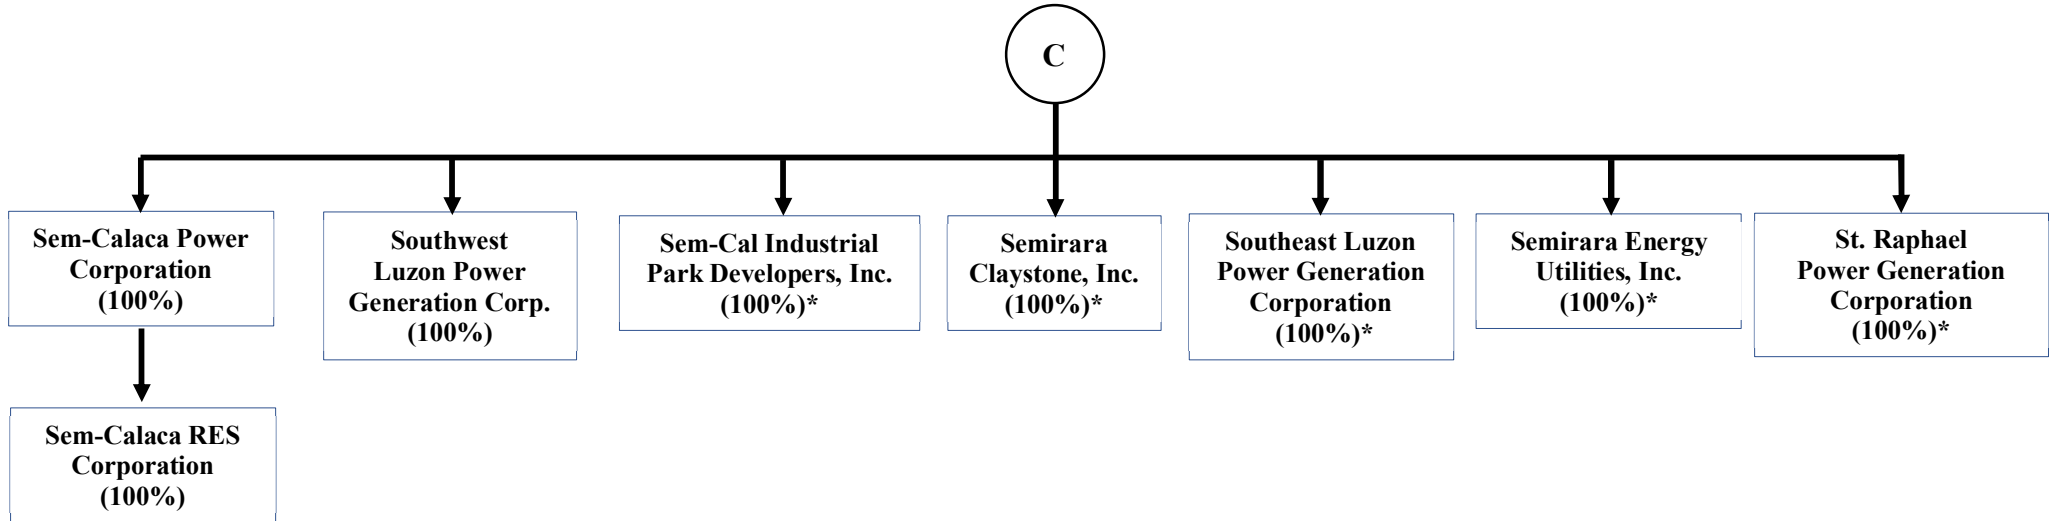 C
Sem-Calaca Power
Corporation
(100%)
Southwest
Luzon Power
Generation Corp.
(100%)
Sem-Cal Industrial
Park Developers, Inc.
(100%)*
Semirara
Claystone, Inc.
(100%)*
Southeast Luzon
Power Generation
Corporation
(100%)*
Semirara Energy
Utilities, Inc.
(100%)*
St. Raphael
Power Generation
Corporation
(100%)*
Sem-Calaca RES
Corporation
(100%)